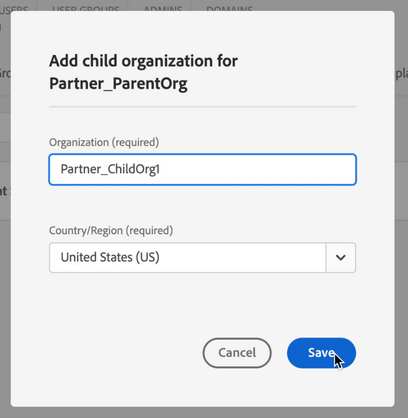 USERS USER GROUPS ADMINS DOMAINS
Add child organization for
Partner_ParentOrg
Organization (required)
Partner_ChildOrg1
Country/Region (required)
United States (US)
Cancel Save